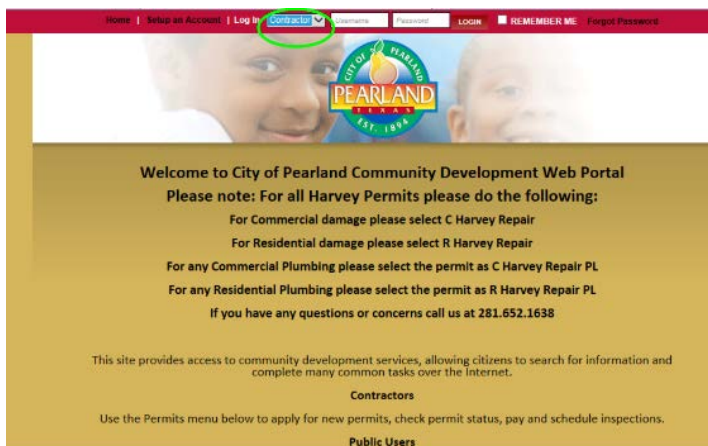 Home | Setup an Account | Log In Contractor Username Password LOGIN REMEMBER ME Forgot Password
CITY OF PEARLAND
PEARLAND
TEXAS
EST. 1894
Welcome to City of Pearland Community Development Web Portal
Please note: For all Harvey Permits please do the following:
For Commercial damage please select C Harvey Repair
For Residential damage please select R Harvey Repair
For any Commercial Plumbing please select the permit as C Harvey Repair PL
For any Residential Plumbing please select the permit as R Harvey Repair PL
If you have any questions or concerns call us at 281.652.1638
This site provides access to community development services, allowing citizens to search for information and
complete many common tasks over the Internet.
Contractors
Use the Permits menu below to apply for new permits, check permit status, pay and schedule inspections.
Public Users